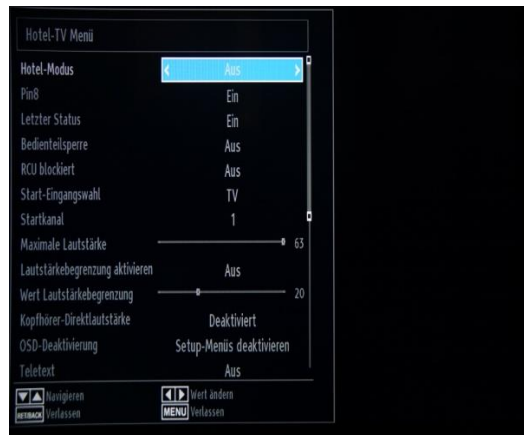 Hotel-TV Menü
Hotel-Modus Aus
Pin8 Ein
Letzter Status Ein
Bedienteilsperre Aus
RCU blockiert Aus
Start-Eingangswahl TV
Startkanal 1
Maximale Lautstärke 63
Lautstärkebegrenzung aktivieren Aus
Wert Lautstärkebegrenzung 20
Kopfhörer-Direktlautstärke Deaktiviert
OSD-Deaktivierung Setup-Menüs deaktivieren
Teletext Aus
Navigieren Wert ändern
RET/BACK Verlassen MENU Verlassen